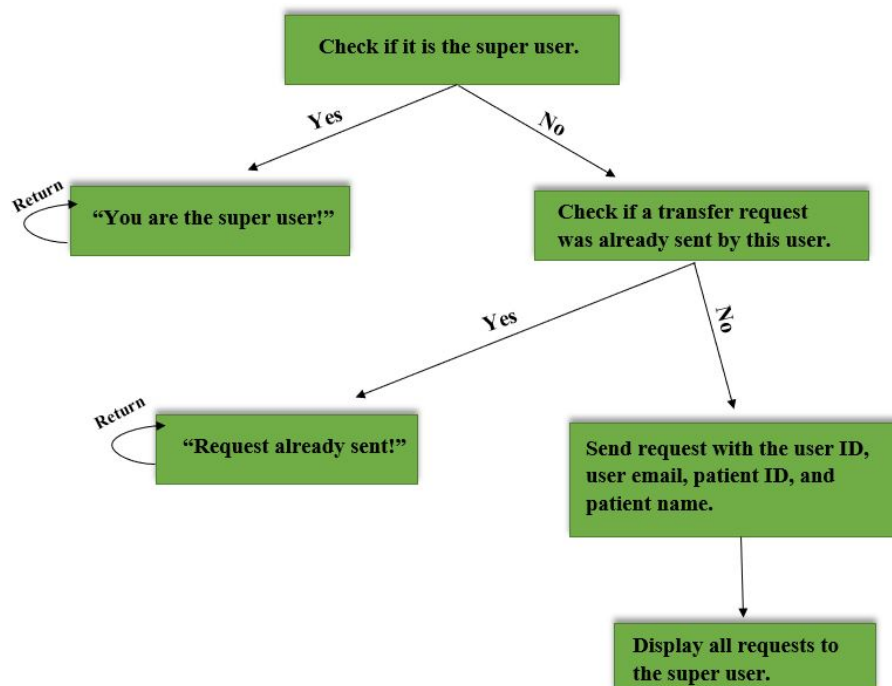 Check if it is the super user.
Yes
No
Return
“You are the super user!”
Check if a transfer request
was already sent by this user.
Yes
No
Return
“Request already sent!”
Send request with the user ID,
user email, patient ID, and
patient name.
Display all requests to
the super user.